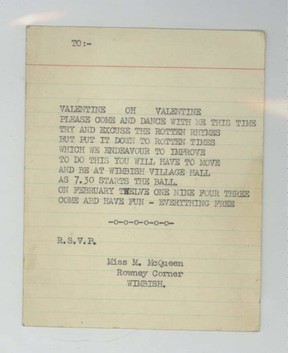 TO:-
VALENTINE OH VALENTINE
PLEASE COME AND DANCE WITH ME THIS TIME
THY AND EXCUSE THE ROTTEN RHYMES
BUT PUT IT DOWN TO ROTTEN TIMES
WHICH WE ENDEAVOUR TO IMPROVE
TO DO THIS YOU WILL HAVE TO MOVE
AND BE AT WIMBISH VILLAGE HALL
AS 7.30 STARTS THE BALL.
ON FEBRUARY TWELVE ONE NINE FOUR THREE
COME ARD HAVE FUN - EVERYTHING FREE
-o-o-o-o-o-o-
R.S.V.P.
Miss M. McQueen
Rowney Corner
WIMBISH.